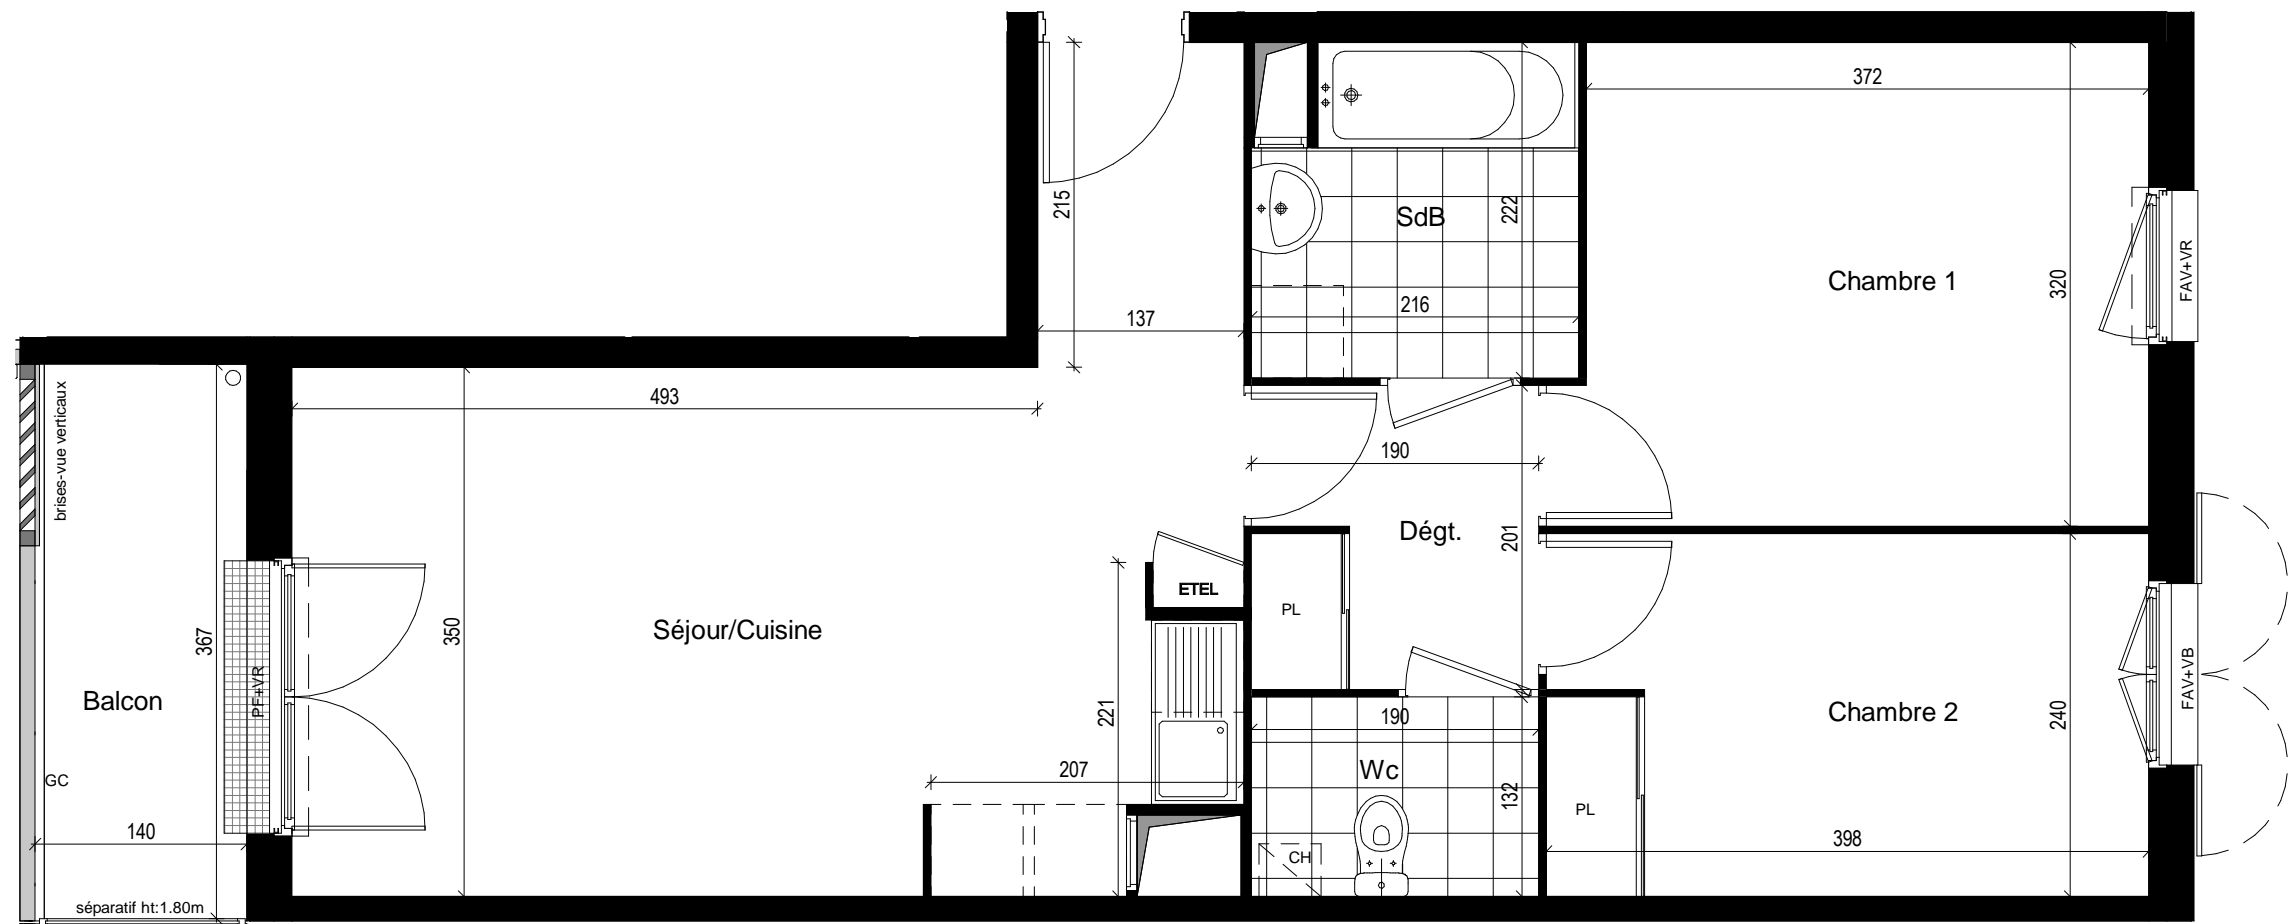 372
215
SdB
222
Chambre 1
320
FAV+VR
216
137
brises-vue verticaux
493
190
Dégt.
201
ETEL
PL
Séjour/Cuisine
350
367
PF+VR
Balcon
221
190
Chambre 2
240
FAV+VB
GC
207
Wc
132
PL
140
CH
398
séparatif ht:1.80m